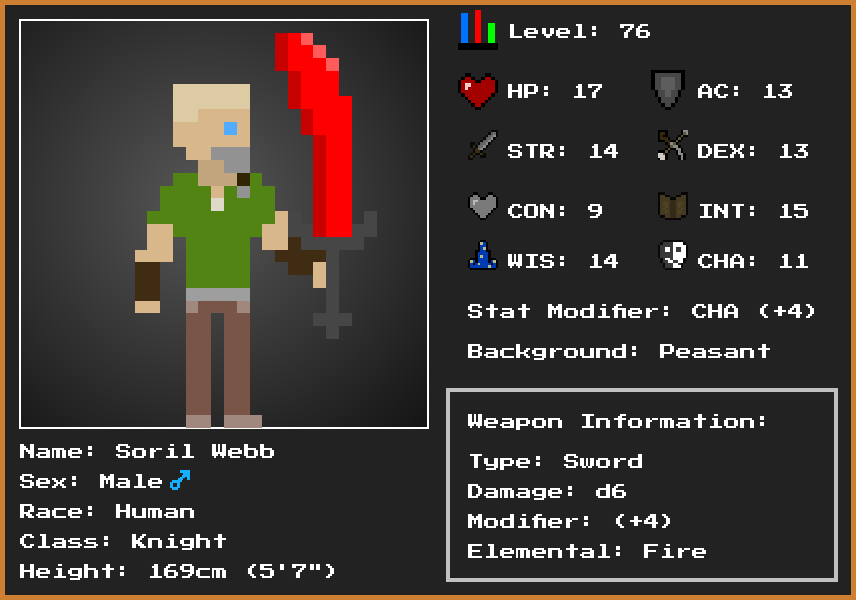 Level: 76
HP: 17
AC: 13
STR: 14
DEX: 13
CON: 9
INT: 15
WIS: 14
CHA: 11
Stat Modifier: CHA (+4)
Background: Peasant
Weapon Information:
Type: Sword
Damage: d6
Modifier: (+4)
Elemental: Fire
Name: Soril Webb
Sex: Male♂
Race: Human
Class: Knight
Height: 169cm (5'7")